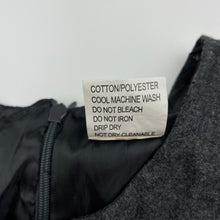 COTTON/POLYESTER
COOL MACHINE WASH
DO NOT BLEACH
DO NOT IRON
DRIP DRY
NOT DRY CLEANABLE